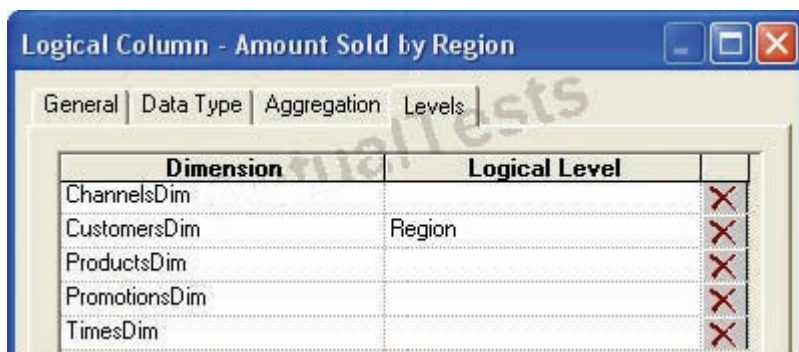 Logical Column - Amount Sold by Region
General Data Type Aggregation Levels
tualTests
Dimension Logical Level
ChannelsDim
CustomersDim Region
ProductsDim
PromotionsDim
TimesDim